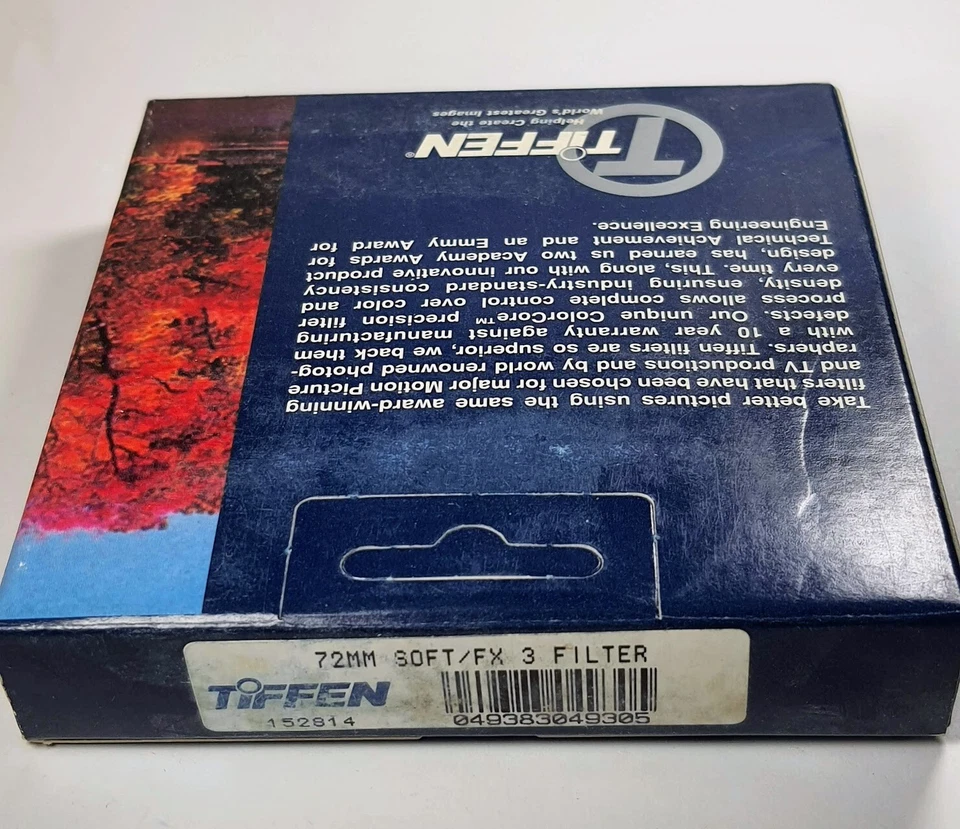 TIFFEN®
Helping Create the
World's Greatest Images
Take better pictures using the same award-winning
filters that have been chosen for major Motion Picture
and TV productions and by world renowned photog-
raphers. Tiffen filters are so superior, we back them
with a 10 year warranty against manufacturing
defects. Our unique ColorCore™ precision filter
process allows complete control over color and
density, ensuring industry-standard consistency
every time. This, along with our innovative product
design, has earned us two Academy Awards for
Technical Achievement and an Emmy Award for
Engineering Excellence.
72MM SOFT/FX 3 FILTER
TIFFEN
152814
049383049305